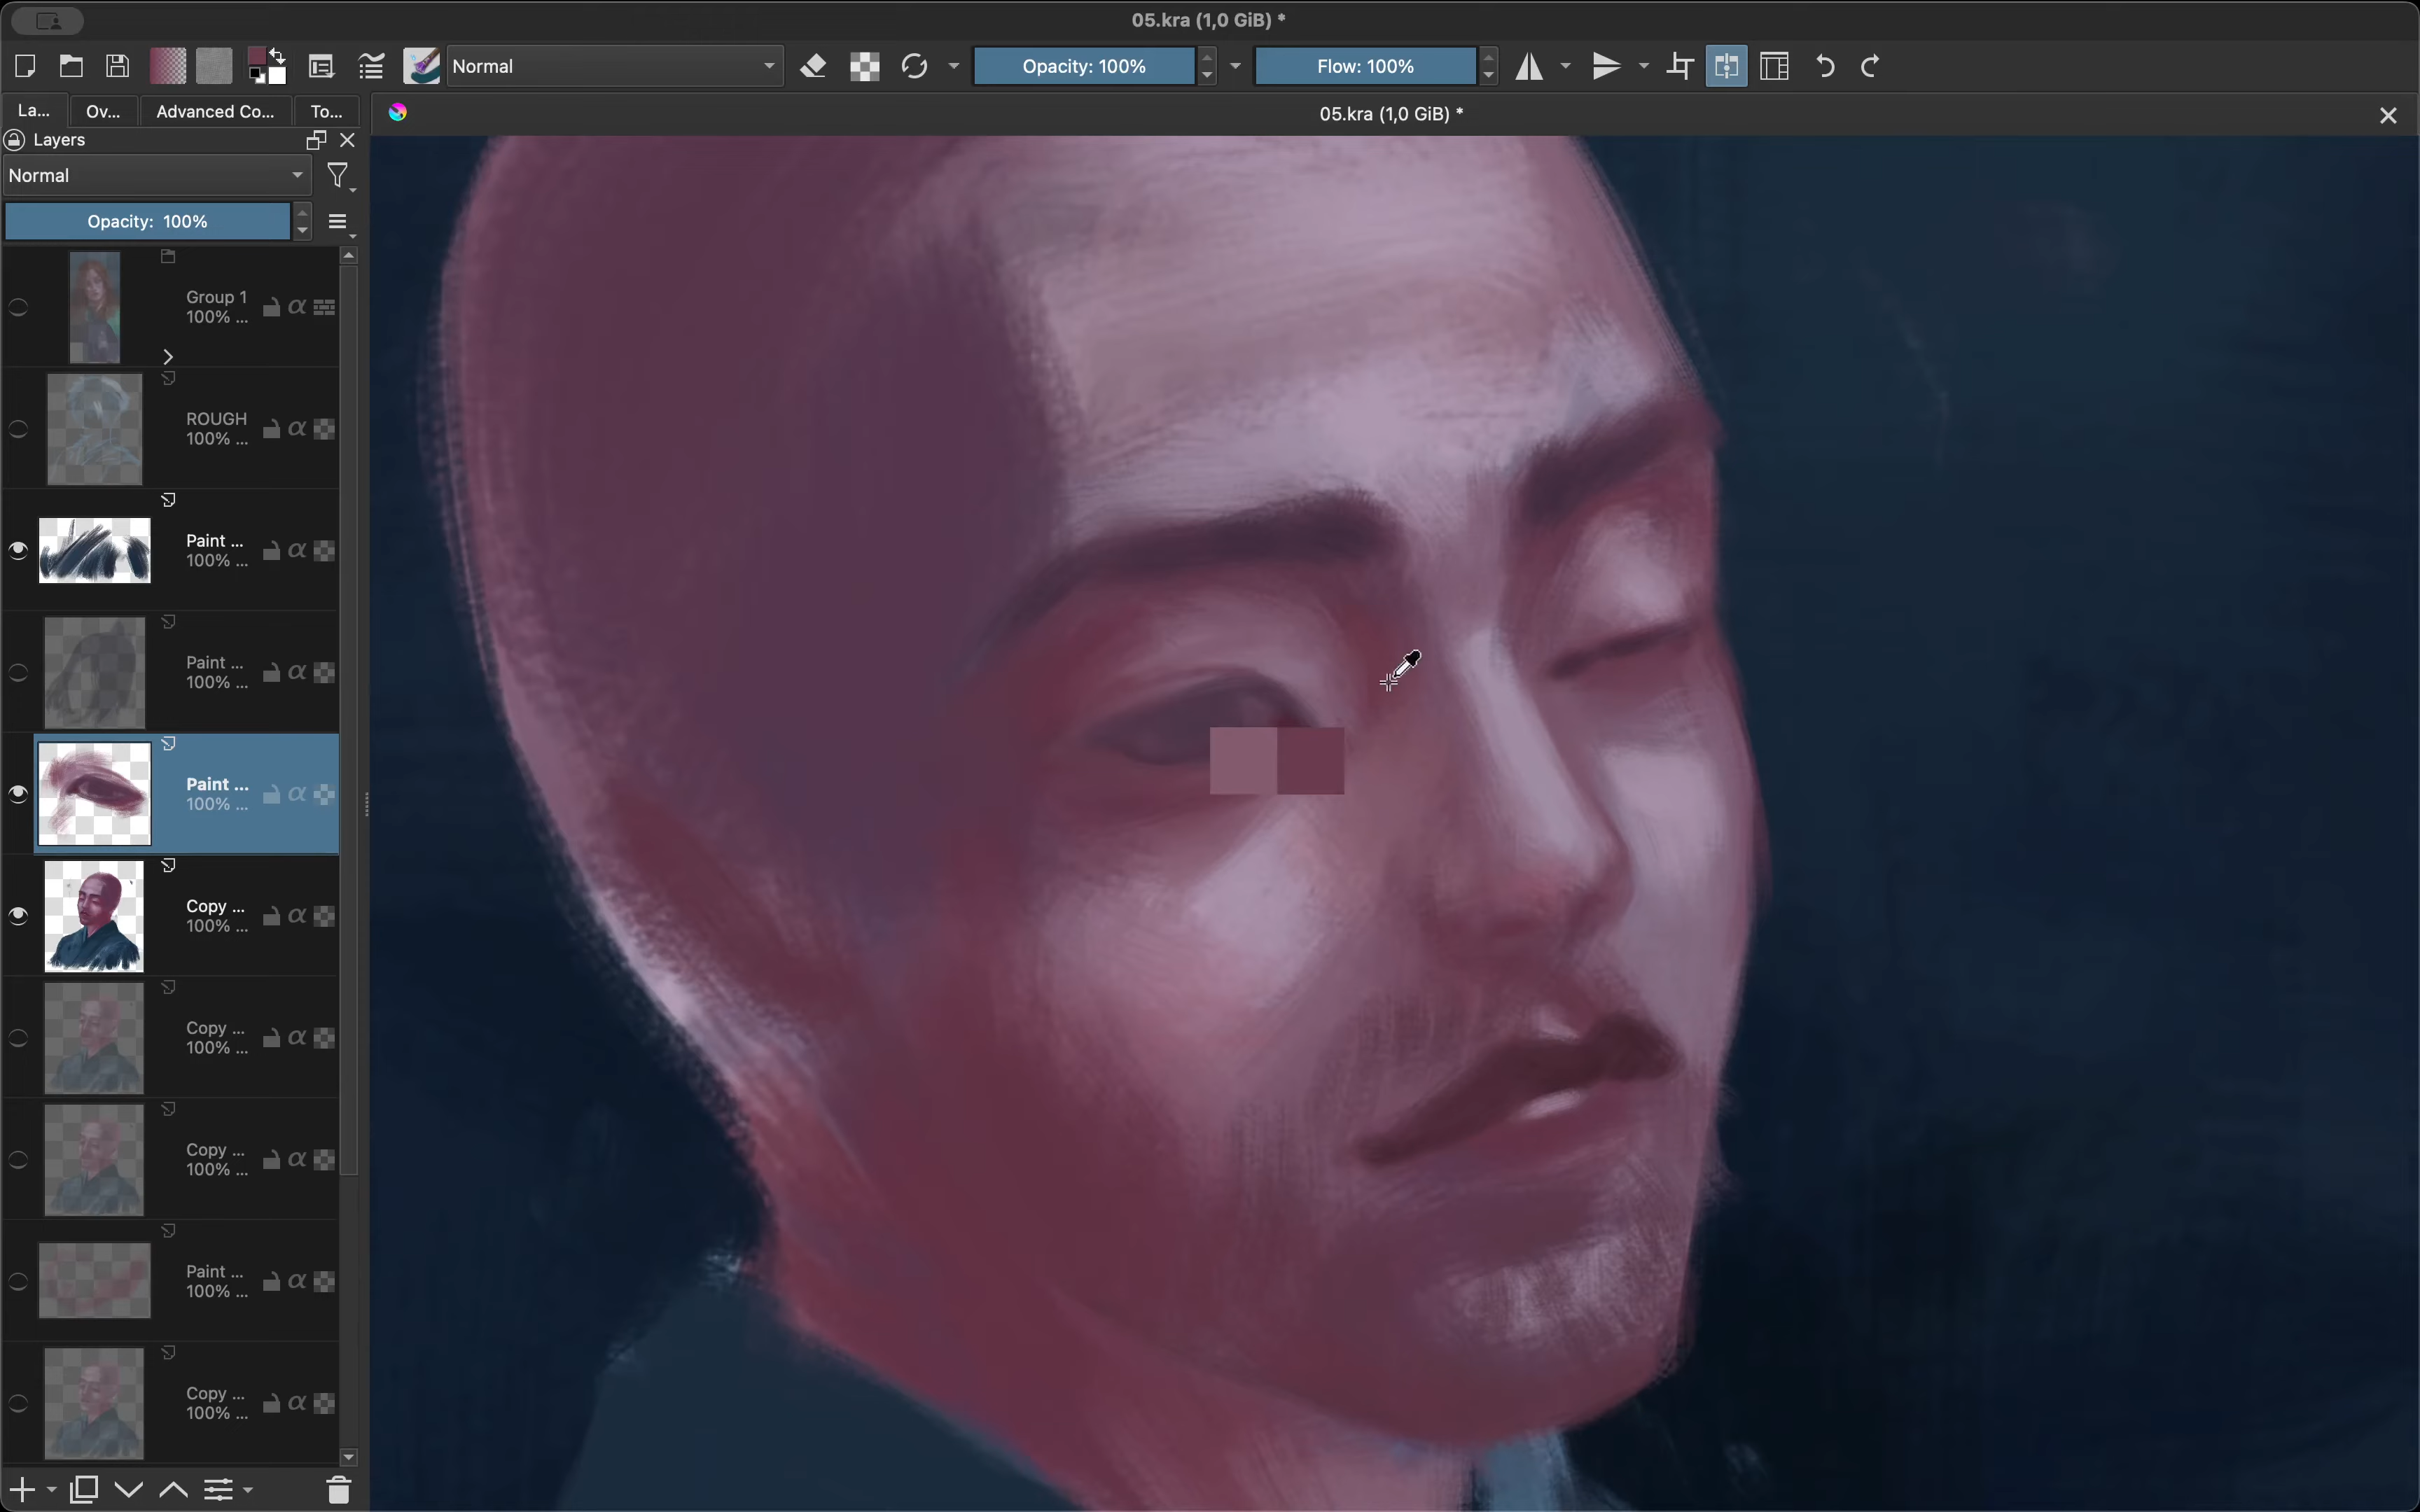 05.kra (1,0 GiB) *
Normal
Opacity: 100%
Flow: 100%
La... Ov... Advanced Co... To...
05.kra (1,0 GiB) *
Layers
Normal
Opacity: 100%
Group 1
100% ...
ROUGH
100% ...
Paint ...
100% ...
Paint ...
100% ...
Paint ...
100% ...
Copy ...
100% ...
Copy ...
100% ...
Copy ...
100% ...
Paint ...
100% ...
Copy ...
100% ...